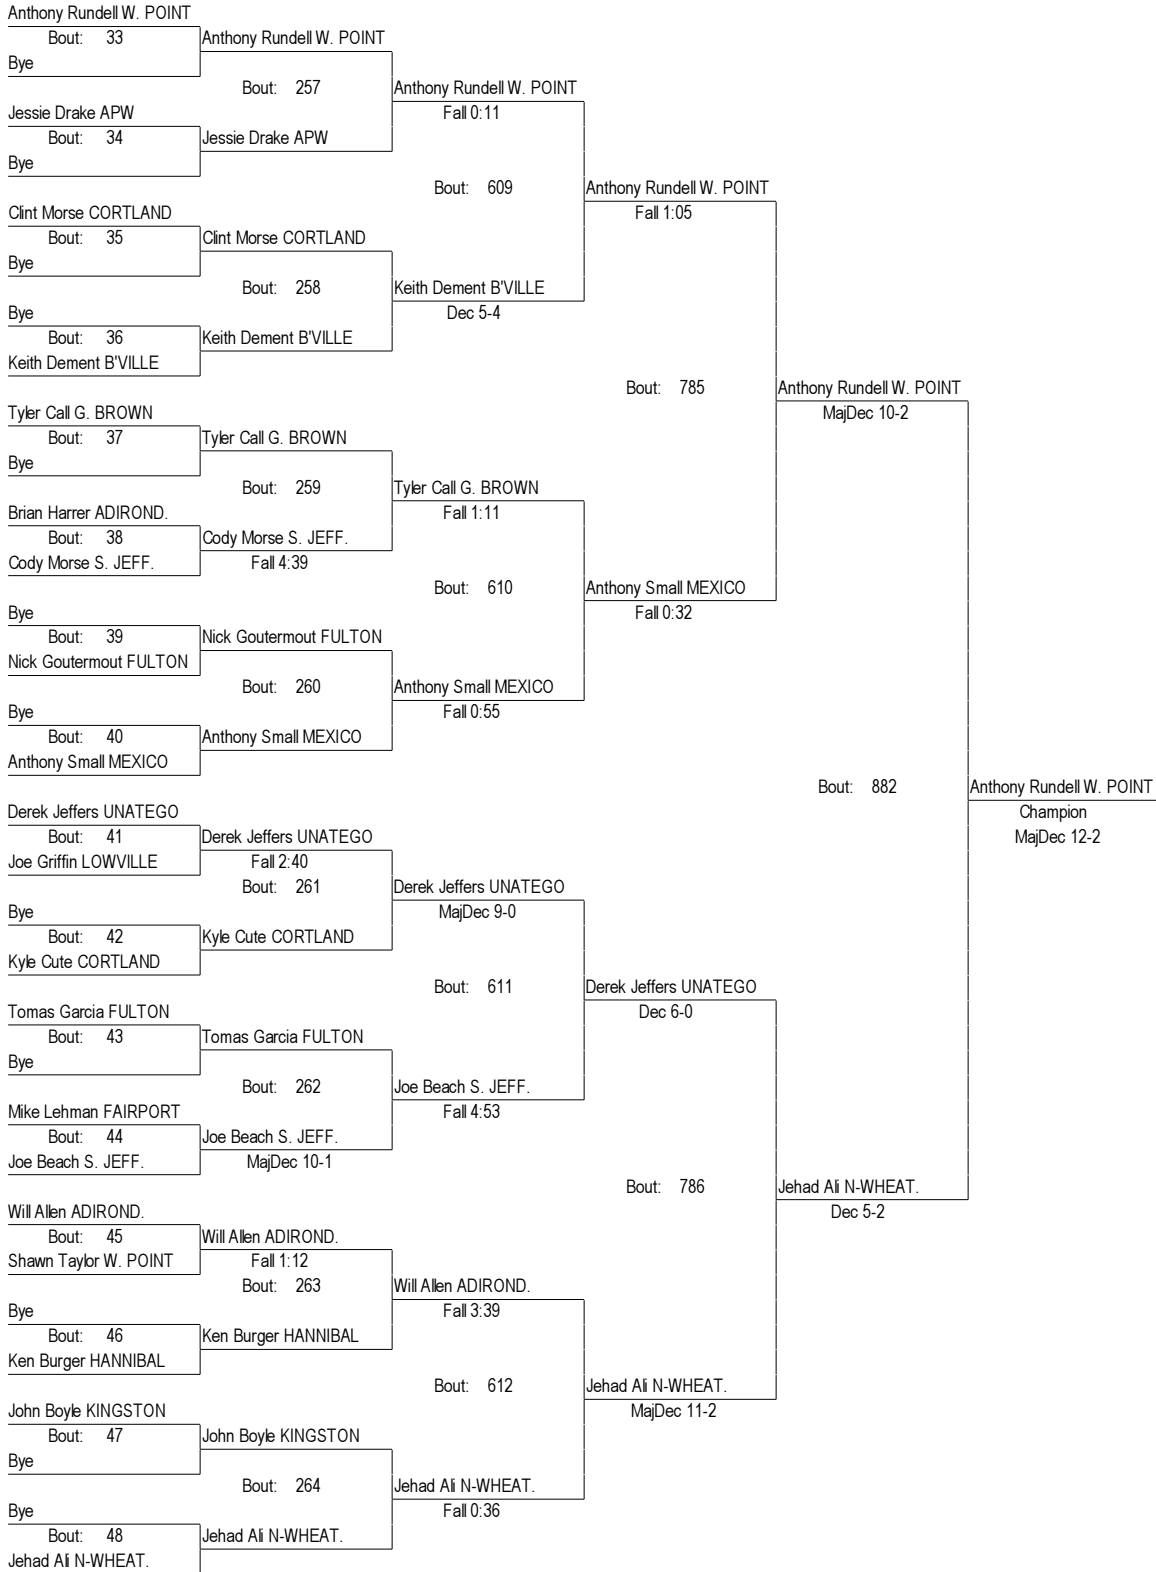 Anthony Rundell W. POINT
Bout: 33
Anthony Rundell W. POINT
Bye
Bout: 257
Anthony Rundell W. POINT
Jessie Drake APW
Fall 0:11
Bout: 34
Jessie Drake APW
Bye
Bout: 609
Anthony Rundell W. POINT
Clint Morse CORTLAND
Fall 1:05
Bout: 35
Clint Morse CORTLAND
Bye
Bout: 258
Keith Dement B'VILLE
Bye
Dec 5-4
Bout: 36
Keith Dement B'VILLE
Keith Dement B'VILLE
Bout: 785
Anthony Rundell W. POINT
Tyler Call G. BROWN
MajDec 10-2
Bout: 37
Tyler Call G. BROWN
Bye
Bout: 259
Tyler Call G. BROWN
Brian Harrer ADIROND.
Fall 1:11
Bout: 38
Cody Morse S. JEFF.
Cody Morse S. JEFF.
Fall 4:39
Bout: 610
Anthony Small MEXICO
Bye
Fall 0:32
Bout: 39
Nick Goutermout FULTON
Nick Goutermout FULTON
Bout: 260
Anthony Small MEXICO
Bye
Fall 0:55
Bout: 40
Anthony Small MEXICO
Anthony Small MEXICO
Bout: 882
Anthony Rundell W. POINT
Derek Jeffers UNATEGO
Champion
Bout: 41
Derek Jeffers UNATEGO
MajDec 12-2
Joe Griffin LOWVILLE
Fall 2:40
Bout: 261
Derek Jeffers UNATEGO
Bye
MajDec 9-0
Bout: 42
Kyle Cute CORTLAND
Kyle Cute CORTLAND
Bout: 611
Derek Jeffers UNATEGO
Tomas Garcia FULTON
Dec 6-0
Bout: 43
Tomas Garcia FULTON
Bye
Bout: 262
Joe Beach S. JEFF.
Mike Lehman FAIRPORT
Fall 4:53
Bout: 44
Joe Beach S. JEFF.
Joe Beach S. JEFF.
MajDec 10-1
Bout: 786
Jehad Ali N-WHEAT.
Will Allen ADIROND.
Dec 5-2
Bout: 45
Will Allen ADIROND.
Shawn Taylor W. POINT
Fall 1:12
Bout: 263
Will Allen ADIROND.
Bye
Fall 3:39
Bout: 46
Ken Burger HANNIBAL
Ken Burger HANNIBAL
Bout: 612
Jehad Ali N-WHEAT.
John Boyle KINGSTON
MajDec 11-2
Bout: 47
John Boyle KINGSTON
Bye
Bout: 264
Jehad Ali N-WHEAT.
Bye
Fall 0:36
Bout: 48
Jehad Ali N-WHEAT.
Jehad Ali N-WHEAT.